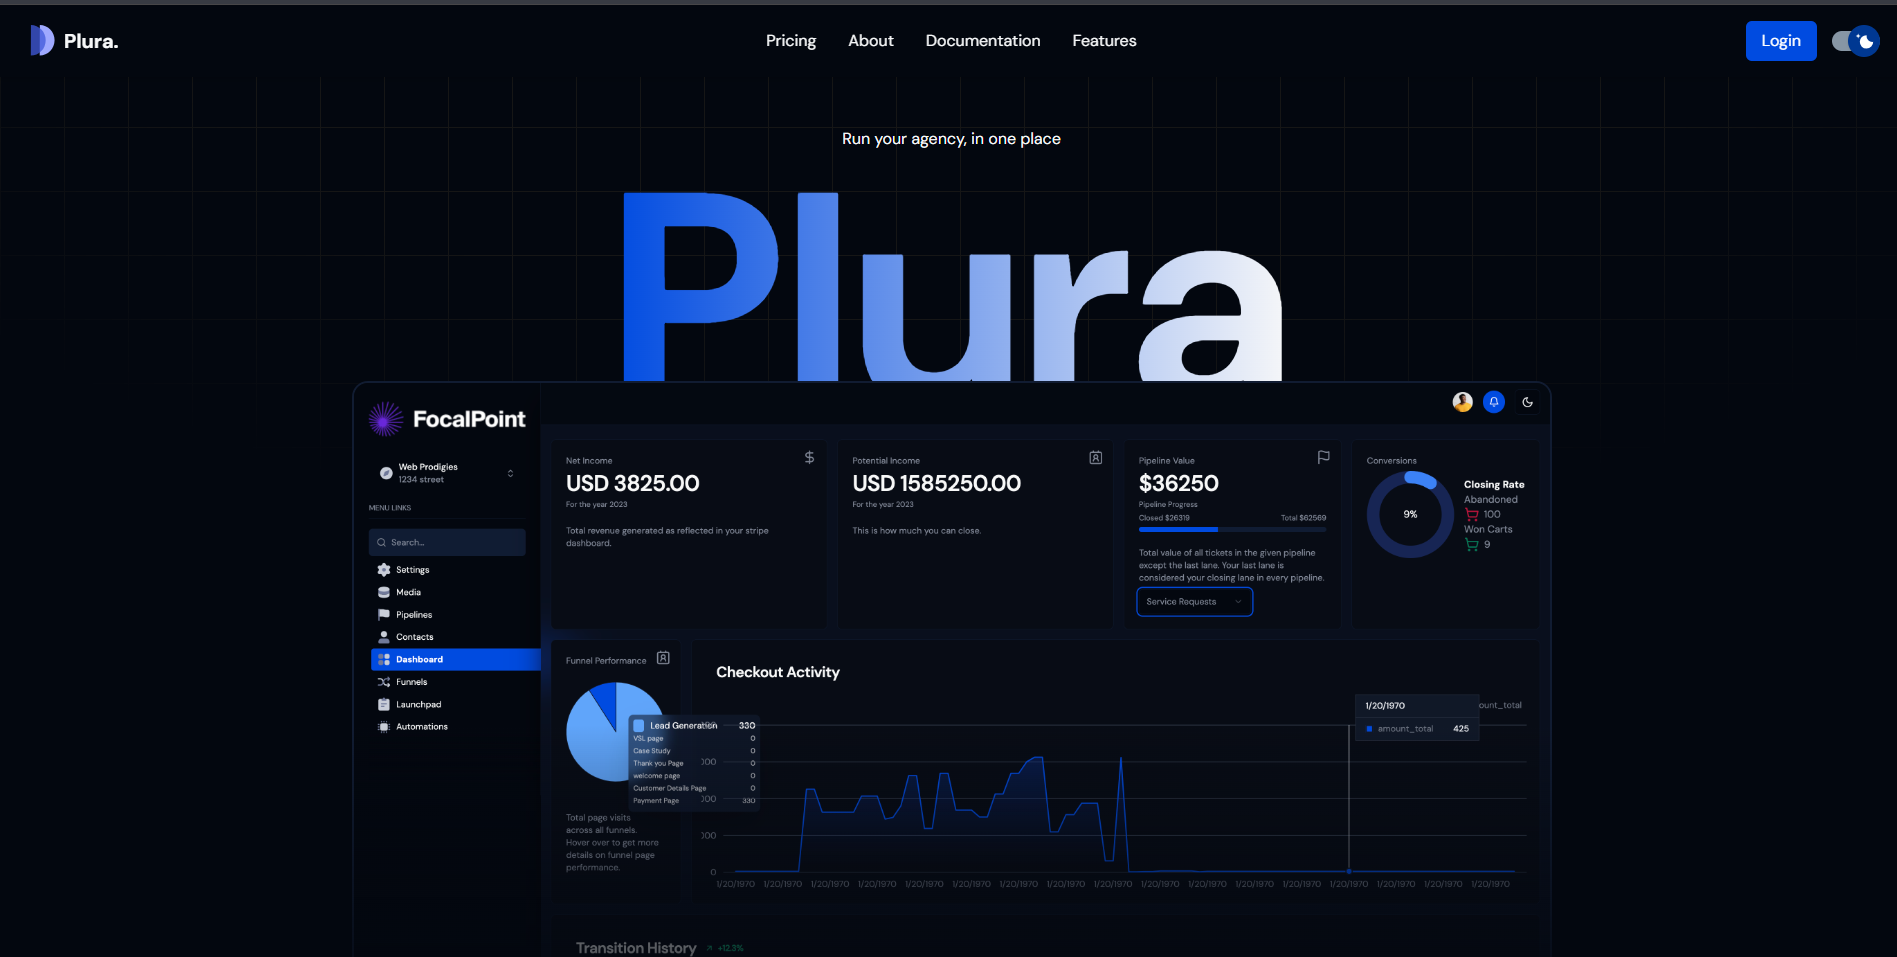 Plura.
Pricing
About
Documentation
Features
Login
Run your agency, in one place
Plura
FocalPoint
Web Prodigies
1234 street
MENU LINKS
Search...
Settings
Media
Pipelines
Contacts
Dashboard
Funnels
Launchpad
Automations
Net Income
USD 3825.00
For the year 2023
Total revenue generated as reflected in your stripe
dashboard.
Potential Income
USD 1585250.00
For the year 2023
This is how much you can close.
Pipeline Value
$36250
Pipeline Progress
Closed $26319
Total $62569
Total value of all tickets in the given pipeline
except the last lane. Your last lane is
considered your closing lane in every pipeline.
Service Requests
Conversions
9%
Closing Rate
Abandoned
100
Won Carts
9
Funnel Performance
Lead Generation 330
VSL page 0
Case Study 0
Thank you Page 0
welcome page 0
Customer Details Page 0
Payment Page 330
Total page visits
across all funnels.
Hover over to get more
details on funnel page
performance.
Checkout Activity
1/20/1970
amount_total 425
ount_total
000
000
000
0
1/20/1970 1/20/1970 1/20/1970 1/20/1970 1/20/1970 1/20/1970 1/20/1970 1/20/1970 1/20/1970 1/20/1970 1/20/1970 1/20/1970 1/20/1970 1/20/1970 1/20/1970 1/20/1970 1/20/1970
Transition History
+12.3%